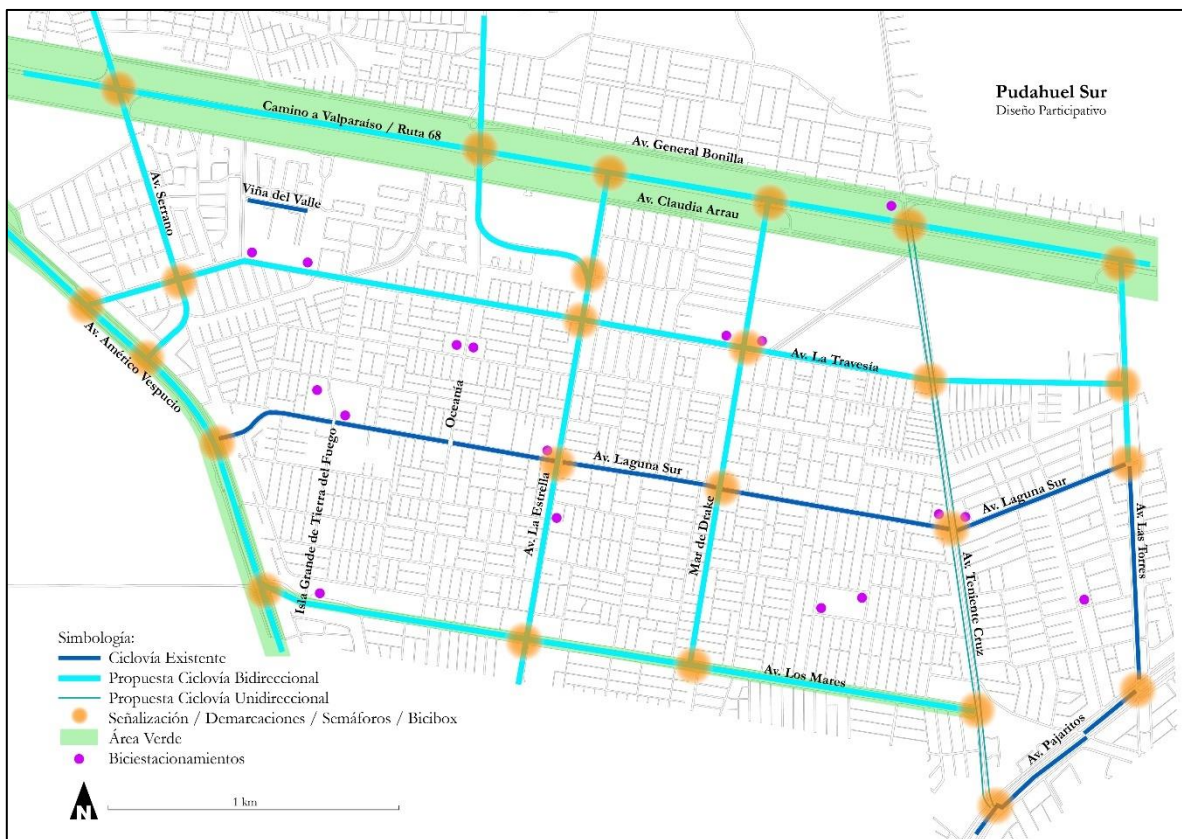 Pudahuel Sur
Diseño Participativo
Camino a Valparaíso / Ruta 68
Av. General Bonilla
Av. Claudia Arrau
Av. Serrano
Viña del Valle
Av. Américo Vespucio
Av. La Travesía
Oceanía
Isla Grande de Tierra del Fuego
Av. Laguna Sur
Av. La Estrella
Mar de Drake
Av. Laguna Sur
Av. Las Torres
Av. Teniente Cruz
Av. Los Mares
Av. Pajaritos
Simbología:
Ciclovía Existente
Propuesta Ciclovía Bidireccional
Propuesta Ciclovía Unidireccional
Señalización / Demarcaciones / Semáforos / Bicibox
Área Verde
Biciestacionamientos
N
1 km